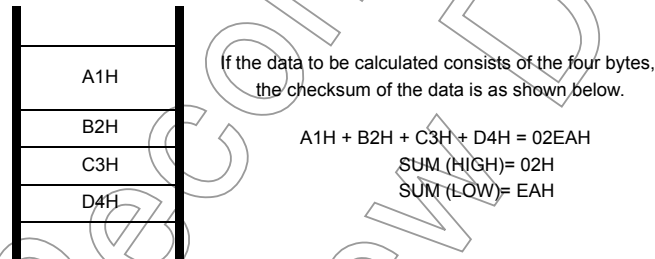 A1H
B2H
C3H
D4H
If the data to be calculated consists of the four bytes,
the checksum of the data is as shown below.
A1H + B2H + C3H + D4H = 02EAH
SUM (HIGH)= 02H
SUM (LOW)= EAH